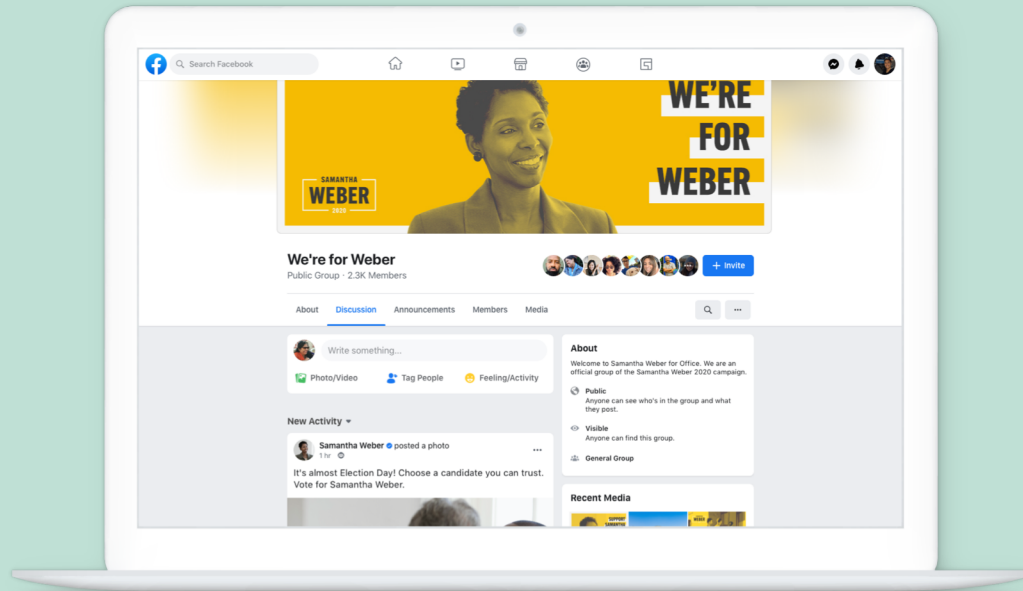 Search Facebook
WE'RE
FOR
WEBER
SAMANTHA
WEBER
2020
We're for Weber
Public Group · 2.3K Members
+ Invite
About
Discussion
Announcements
Members
Media
Write something...
Photo/Video
Tag People
Feeling/Activity
New Activity
Samantha Weber posted a photo
1 hr
It's almost Election Day! Choose a candidate you can trust.
Vote for Samantha Weber.
About
Welcome to Samantha Weber for Office. We are an
official group of the Samantha Weber 2020 campaign.
Public
Anyone can see who's in the group and what
they post.
Visible
Anyone can find this group.
General Group
Recent Media
SUPPORT
SAMANTHA
WEBER